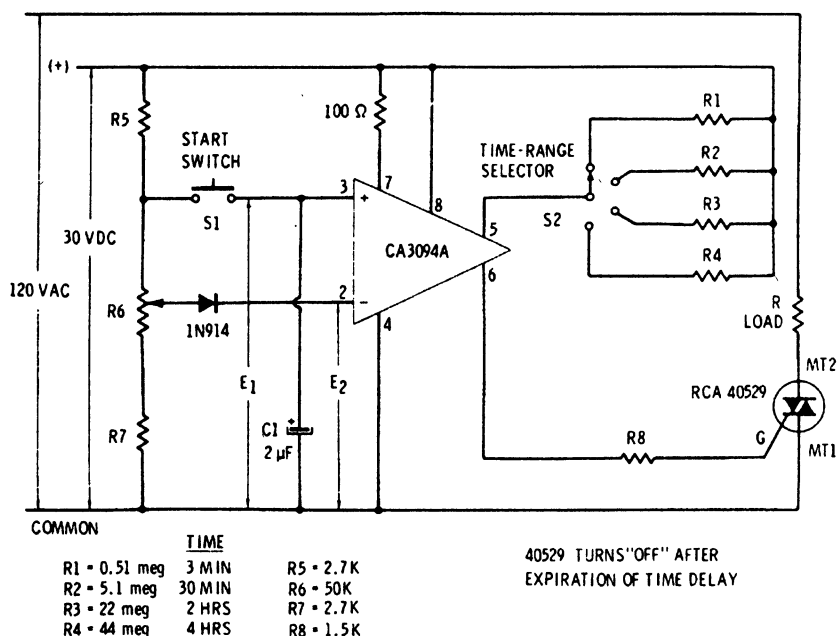 (+)
R5
100 Ω
START
SWITCH
S1
3
+
7
8
TIME-RANGE
SELECTOR
S2
R1
R2
R3
R4
30 VDC
120 VAC
CA3094A
5
6
R6
1N914
2
−
4
R
LOAD
MT2
RCA 40529
G
MT1
E1
E2
R7
C1
+
2 μF
R8
COMMON
TIME
R1 = 0.51 meg 3 MIN R5 = 2.7K
R2 = 5.1 meg 30 MIN R6 = 50K
R3 = 22 meg 2 HRS R7 = 2.7K
R4 = 44 meg 4 HRS R8 = 1.5K
40529 TURNS "OFF" AFTER
EXPIRATION OF TIME DELAY